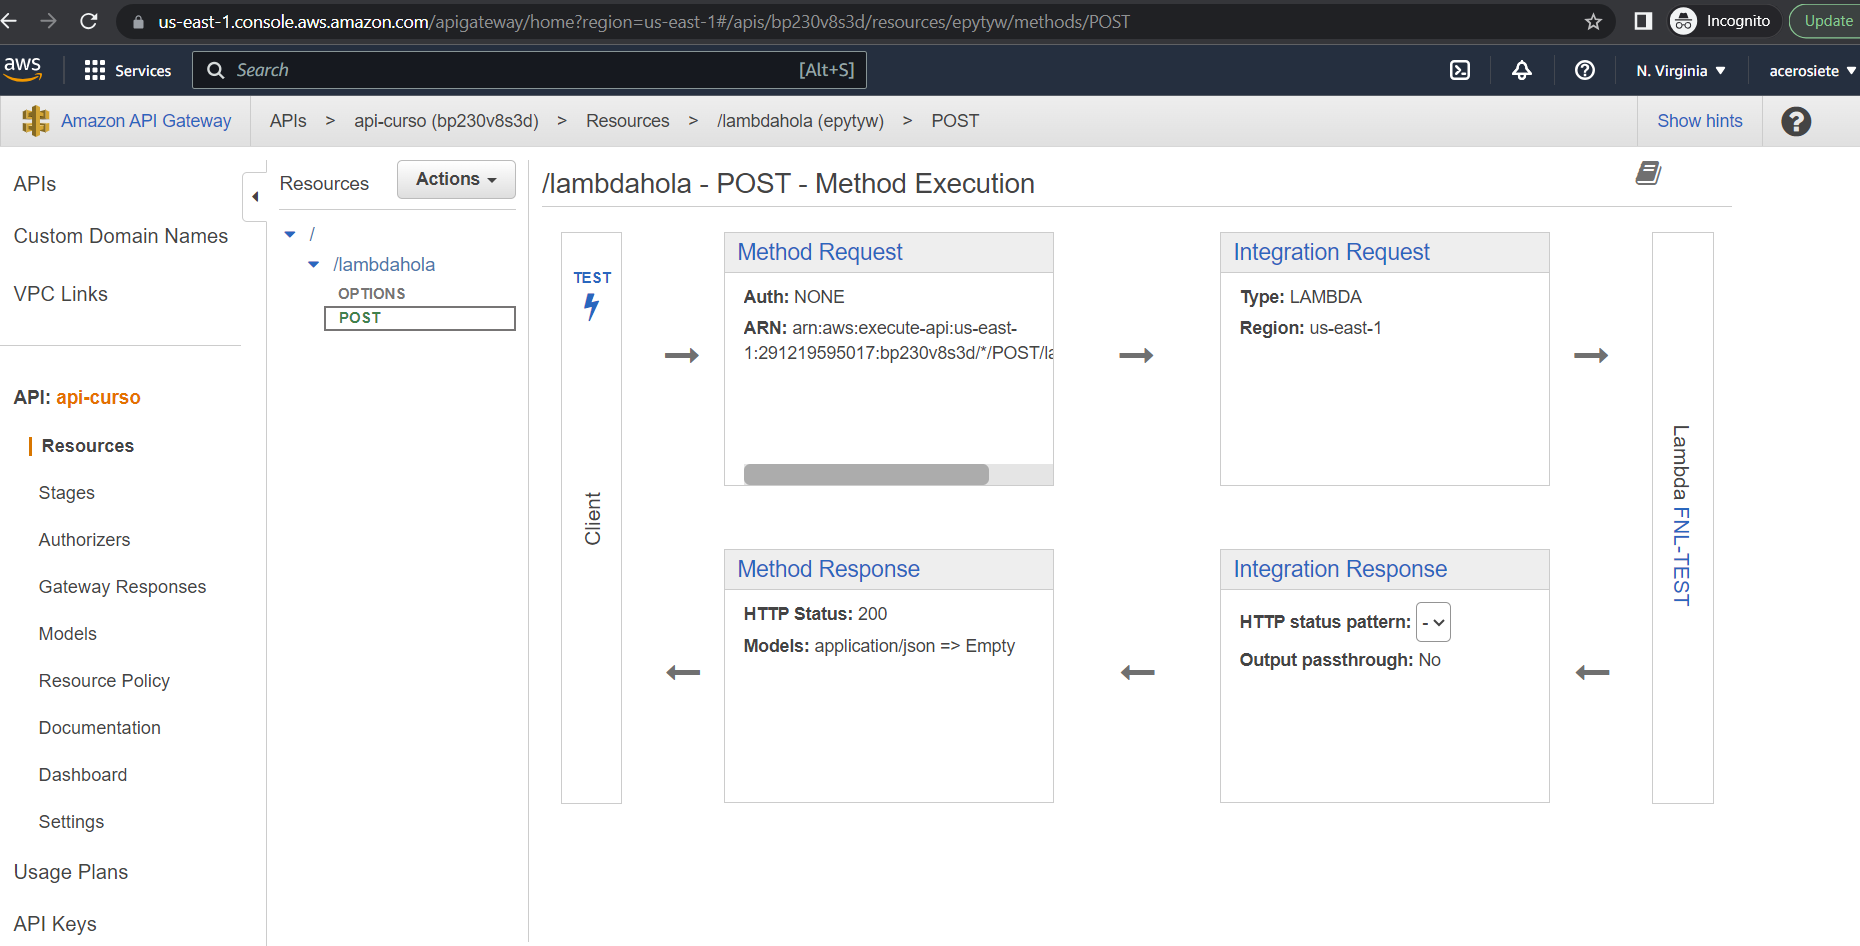 us-east-1.console.aws.amazon.com/apigateway/home?region=us-east-1#/apis/bp230v8s3d/resources/epytyw/methods/POST
Incognito
Update
aws
Services
Search
[Alt+S]
N. Virginia
acerosiete
Amazon API Gateway
APIs > api-curso (bp230v8s3d) > Resources > /lambdahola (epytyw) > POST
Show hints
APIs
Custom Domain Names
VPC Links
API: api-curso
Resources
Stages
Authorizers
Gateway Responses
Models
Resource Policy
Documentation
Dashboard
Settings
Usage Plans
API Keys
Resources
Actions
/
/lambdahola
OPTIONS
POST
/lambdahola - POST - Method Execution
TEST
Client
Method Request
Auth: NONE
ARN: arn:aws:execute-api:us-east-
1:291219595017:bp230v8s3d/*/POST/la
Integration Request
Type: LAMBDA
Region: us-east-1
Lambda FNL-TEST
Method Response
HTTP Status: 200
Models: application/json => Empty
Integration Response
HTTP status pattern: -
Output passthrough: No